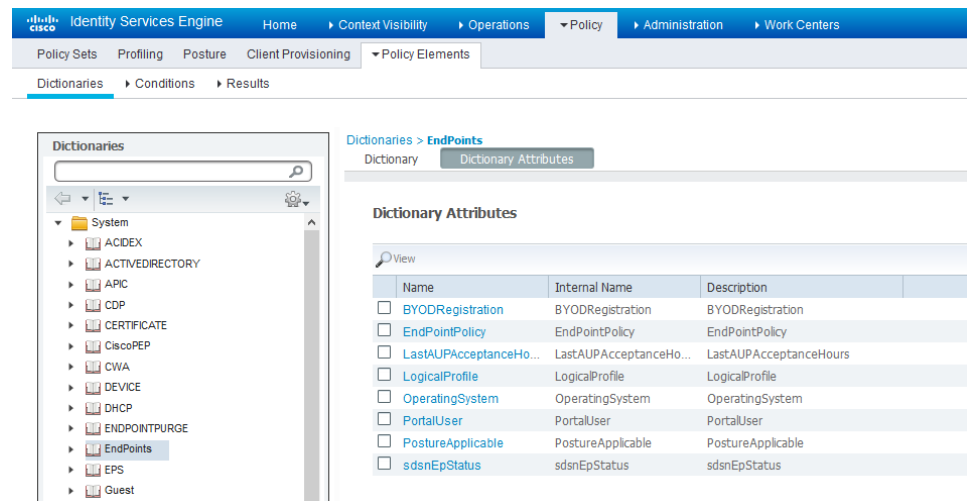 cisco Identity Services Engine Home Context Visibility Operations Policy Administration Work Centers
Policy Sets Profiling Posture Client Provisioning Policy Elements
Dictionaries Conditions Results
Dictionaries
System
ACIDEX
ACTIVEDIRECTORY
APIC
CDP
CERTIFICATE
CiscoPEP
CWA
DEVICE
DHCP
ENDPOINTPURGE
EndPoints
EPS
Guest
Dictionaries > EndPoints
Dictionary Dictionary Attributes
Dictionary Attributes
View
Name Internal Name Description
BYODRegistration BYODRegistration BYODRegistration
EndPointPolicy EndPointPolicy EndPointPolicy
LastAUPAcceptanceHo... LastAUPAcceptanceHo... LastAUPAcceptanceHours
LogicalProfile LogicalProfile LogicalProfile
OperatingSystem OperatingSystem OperatingSystem
PortalUser PortalUser PortalUser
PostureApplicable PostureApplicable PostureApplicable
sdsnEpStatus sdsnEpStatus sdsnEpStatus